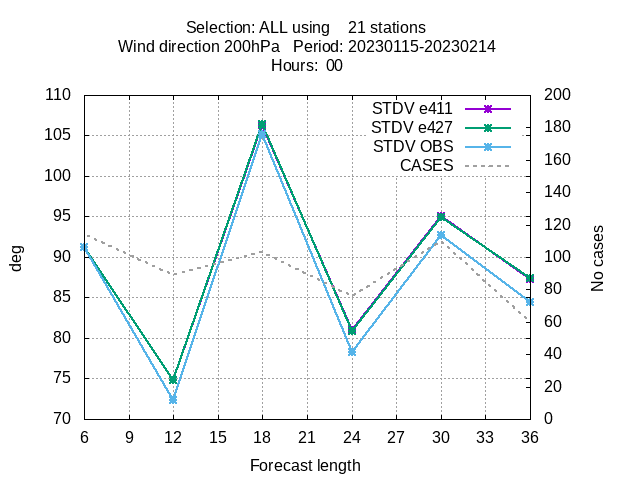 Selection: ALL using    21 stations
Wind direction 200hPa   Period: 20230115-20230214
Hours:  00
STDV e411
STDV e427
STDV OBS
CASES
110
105
100
95
90
85
80
75
70
200
180
160
140
120
100
80
60
40
20
0
deg
No cases
6 9 12 15 18 21 24 27 30 33 36
Forecast length